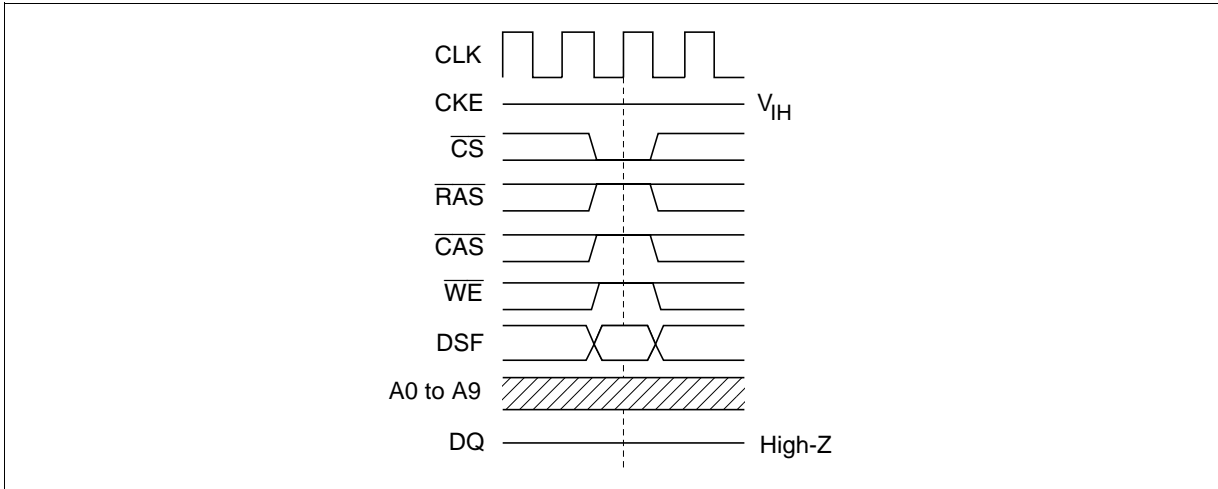 CLK
CKE VIH
CS
RAS
CAS
WE
DSF
A0 to A9
DQ High-Z